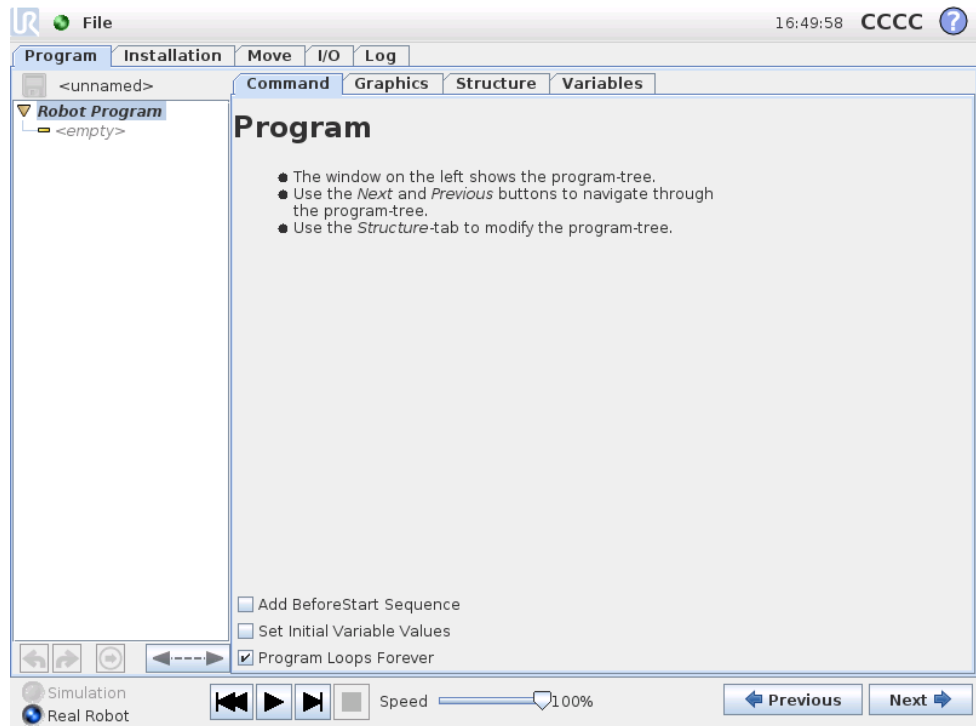 UR File 16:49:58 CCCC ?
Program Installation Move I/O Log
<unnamed>
Command Graphics Structure Variables
Robot Program
<empty>
Program
The window on the left shows the program-tree.
Use the Next and Previous buttons to navigate through
the program-tree.
Use the Structure-tab to modify the program-tree.
Add BeforeStart Sequence
Set Initial Variable Values
Program Loops Forever
Simulation
Real Robot
Speed 100%
Previous Next